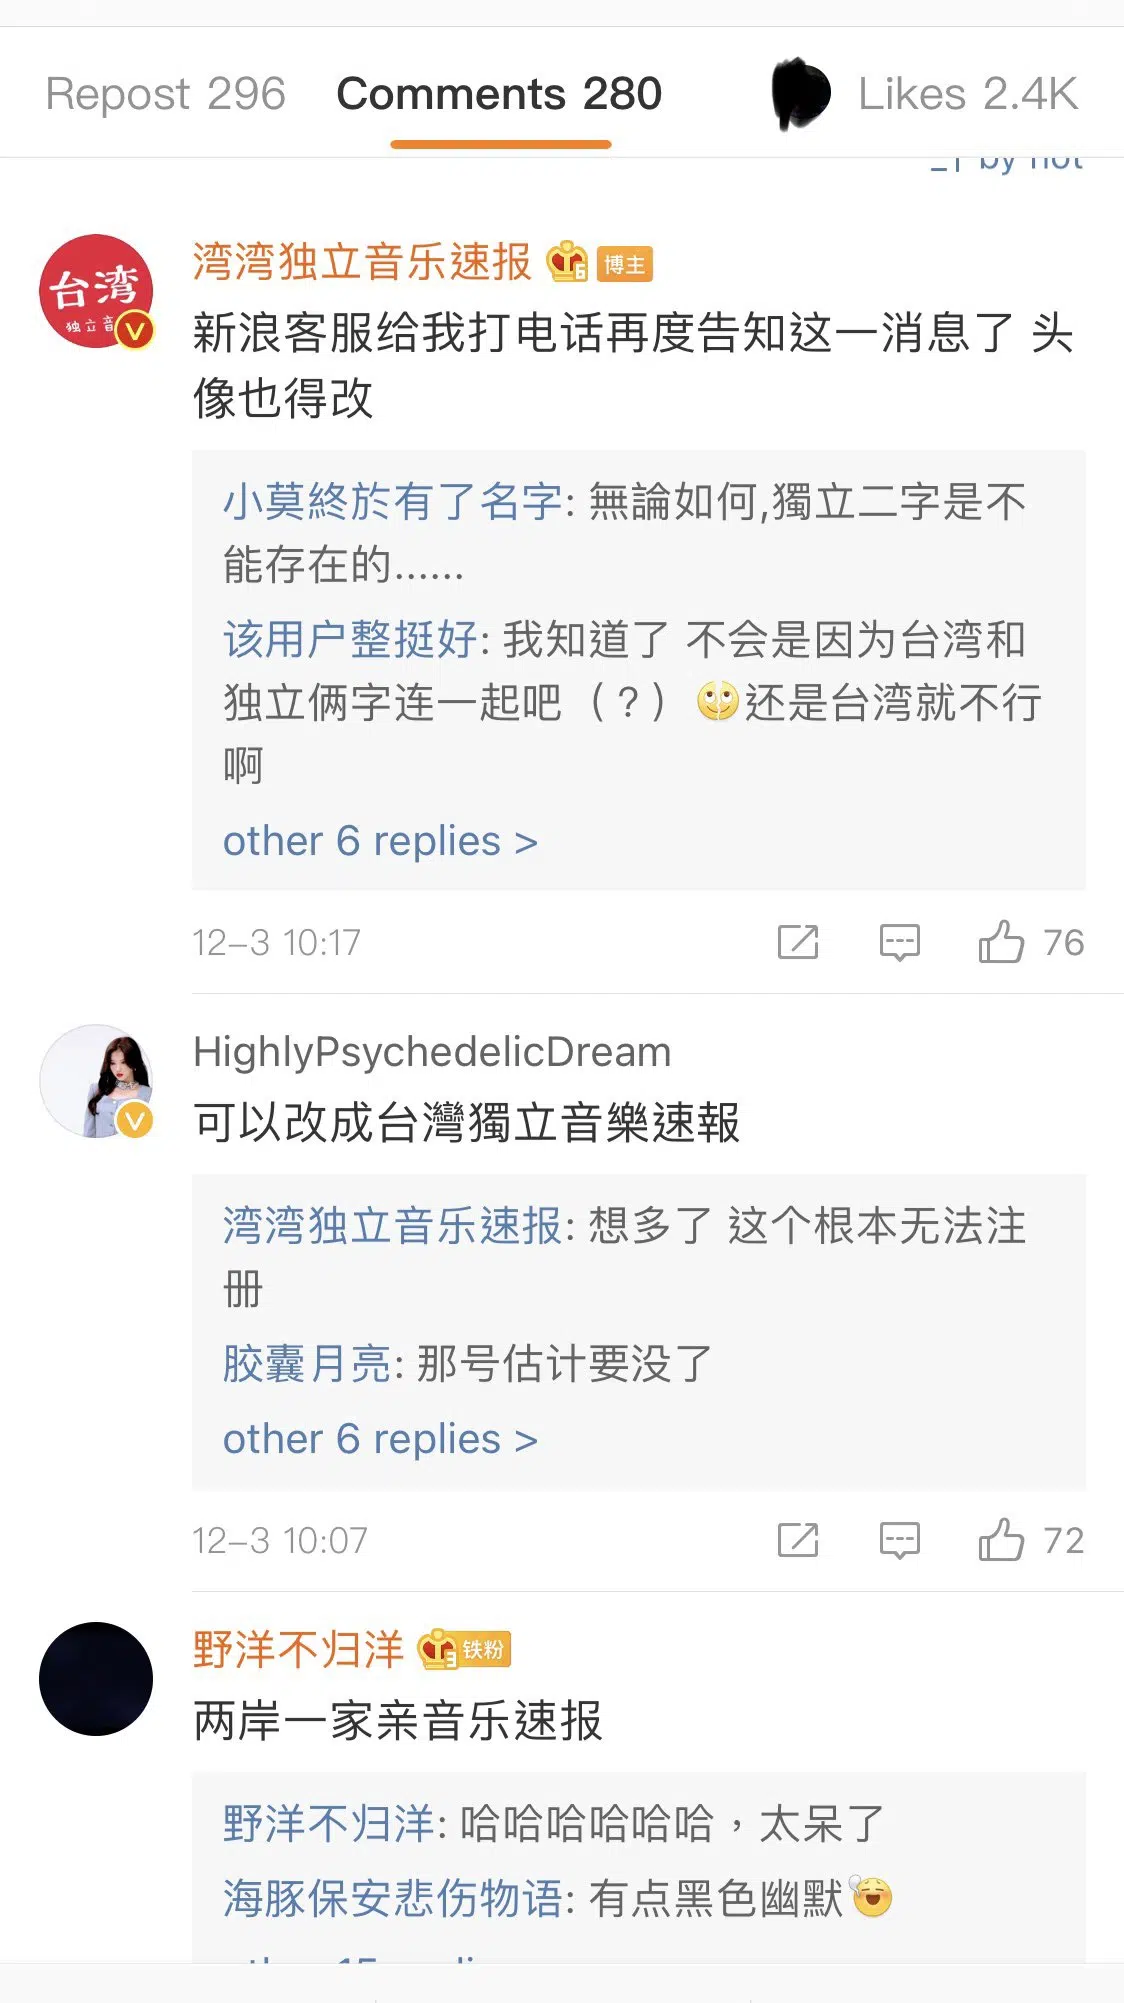 Repost 296 Comments 280 Likes 2.4K
by hot
湾湾独立音乐速报 6 博主
台湾
独立音
V
新浪客服给我打电话再度告知这一消息了 头
像也得改
小莫終於有了名字: 無論如何,獨立二字是不
能存在的......
该用户整挺好: 我知道了 不会是因为台湾和
独立俩字连一起吧（？）还是台湾就不行
啊
other 6 replies >
12-3 10:17 76
HighlyPsychedelicDream
V
可以改成台灣獨立音樂速報
湾湾独立音乐速报: 想多了 这个根本无法注
册
胶囊月亮: 那号估计要没了
other 6 replies >
12-3 10:07 72
野洋不归洋 3 铁粉
两岸一家亲音乐速报
野洋不归洋: 哈哈哈哈哈哈，太呆了
海豚保安悲伤物语: 有点黑色幽默